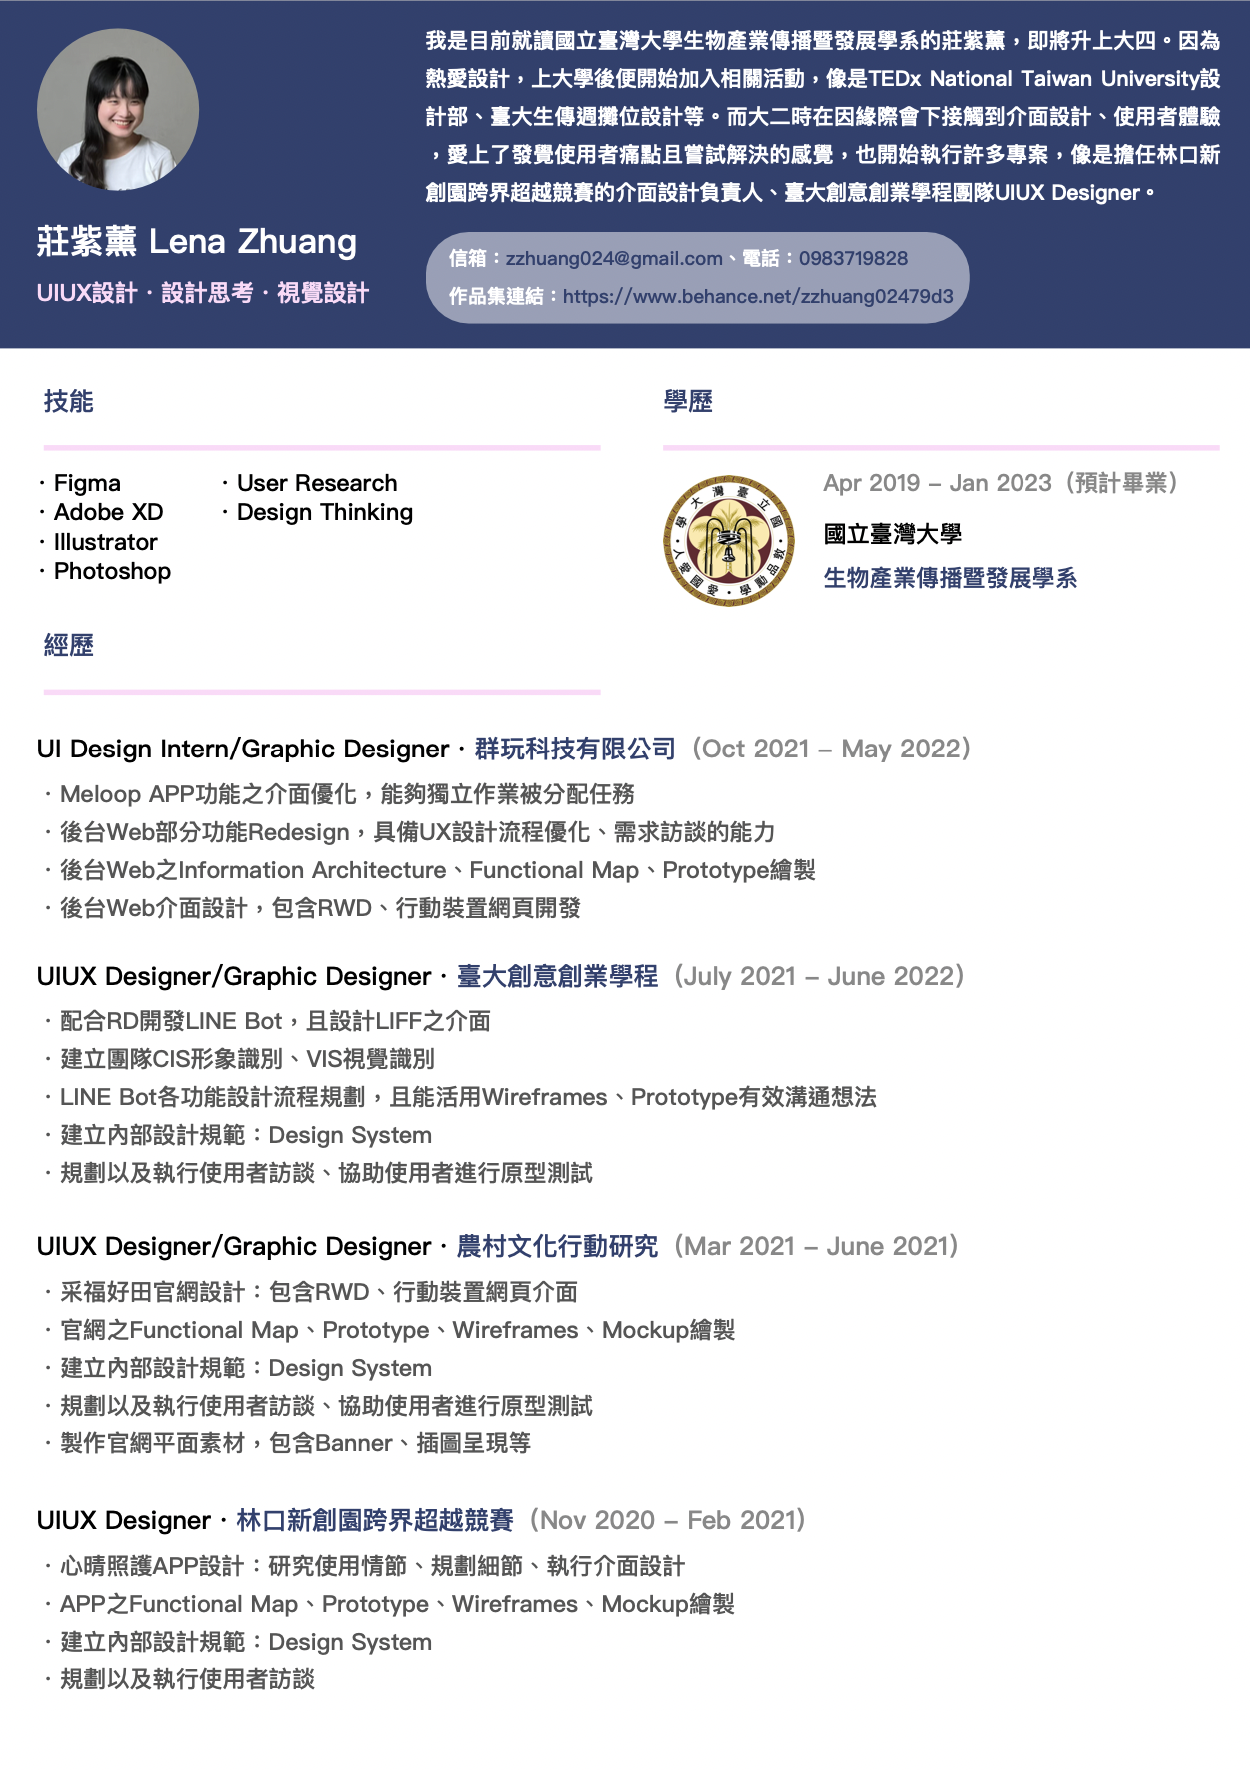 我是目前就讀國立臺灣大學生物產業傳播暨發展學系的莊紫薰，即將升上大四。因為
熱愛設計，上大學後便開始加入相關活動，像是TEDx National Taiwan University設
計部、臺大生傳週攤位設計等。而大二時在因緣際會下接觸到介面設計、使用者體驗
，愛上了發覺使用者痛點且嘗試解決的感覺，也開始執行許多專案，像是擔任林口新
創園跨界超越競賽的介面設計負責人、臺大創意創業學程團隊UIUX Designer。
莊紫薰 Lena Zhuang
UIUX設計．設計思考．視覺設計
信箱：zzhuang024@gmail.com、電話：0983719828
作品集連結：https://www.behance.net/zzhuang02479d3
技能
．Figma
．Adobe XD
．Illustrator
．Photoshop
．User Research
．Design Thinking
學歷
國立臺灣大學
勵學．愛國愛人．敦品
Apr 2019 – Jan 2023（預計畢業）
國立臺灣大學
生物產業傳播暨發展學系
經歷
UI Design Intern/Graphic Designer．群玩科技有限公司（Oct 2021 – May 2022）
．Meloop APP功能之介面優化，能夠獨立作業被分配任務
．後台Web部分功能Redesign，具備UX設計流程優化、需求訪談的能力
．後台Web之Information Architecture、Functional Map、Prototype繪製
．後台Web介面設計，包含RWD、行動裝置網頁開發
UIUX Designer/Graphic Designer．臺大創意創業學程（July 2021 – June 2022）
．配合RD開發LINE Bot，且設計LIFF之介面
．建立團隊CIS形象識別、VIS視覺識別
．LINE Bot各功能設計流程規劃，且能活用Wireframes、Prototype有效溝通想法
．建立內部設計規範：Design System
．規劃以及執行使用者訪談、協助使用者進行原型測試
UIUX Designer/Graphic Designer．農村文化行動研究（Mar 2021 – June 2021）
．采福好田官網設計：包含RWD、行動裝置網頁介面
．官網之Functional Map、Prototype、Wireframes、Mockup繪製
．建立內部設計規範：Design System
．規劃以及執行使用者訪談、協助使用者進行原型測試
．製作官網平面素材，包含Banner、插圖呈現等
UIUX Designer．林口新創園跨界超越競賽（Nov 2020 – Feb 2021）
．心晴照護APP設計：研究使用情節、規劃細節、執行介面設計
．APP之Functional Map、Prototype、Wireframes、Mockup繪製
．建立內部設計規範：Design System
．規劃以及執行使用者訪談